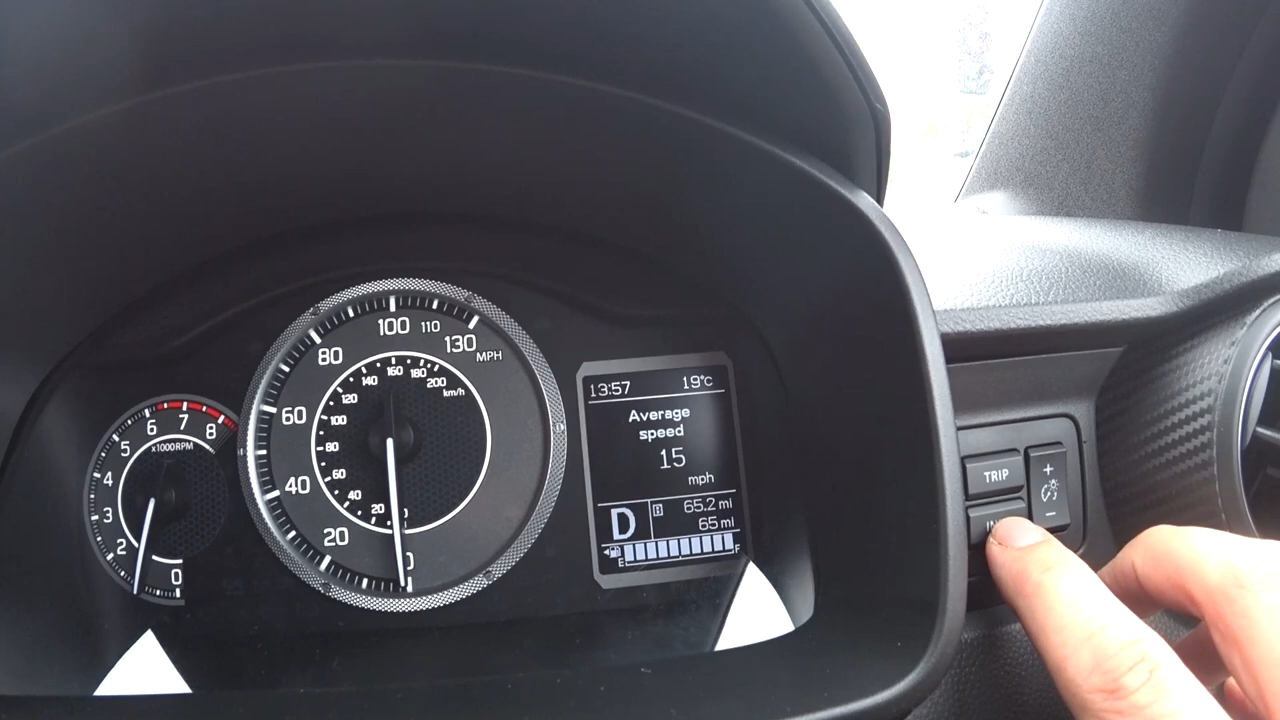 8
7
6
5
4
3
2
0
x1000RPM
130
110
100
80
60
40
20
0
MPH
200
180
160
140
120
100
80
60
40
20
km/h
13:57 19°C
Average
speed
15
mph
D
B 65.2 mi
65 mi
E F
TRIP
+
-